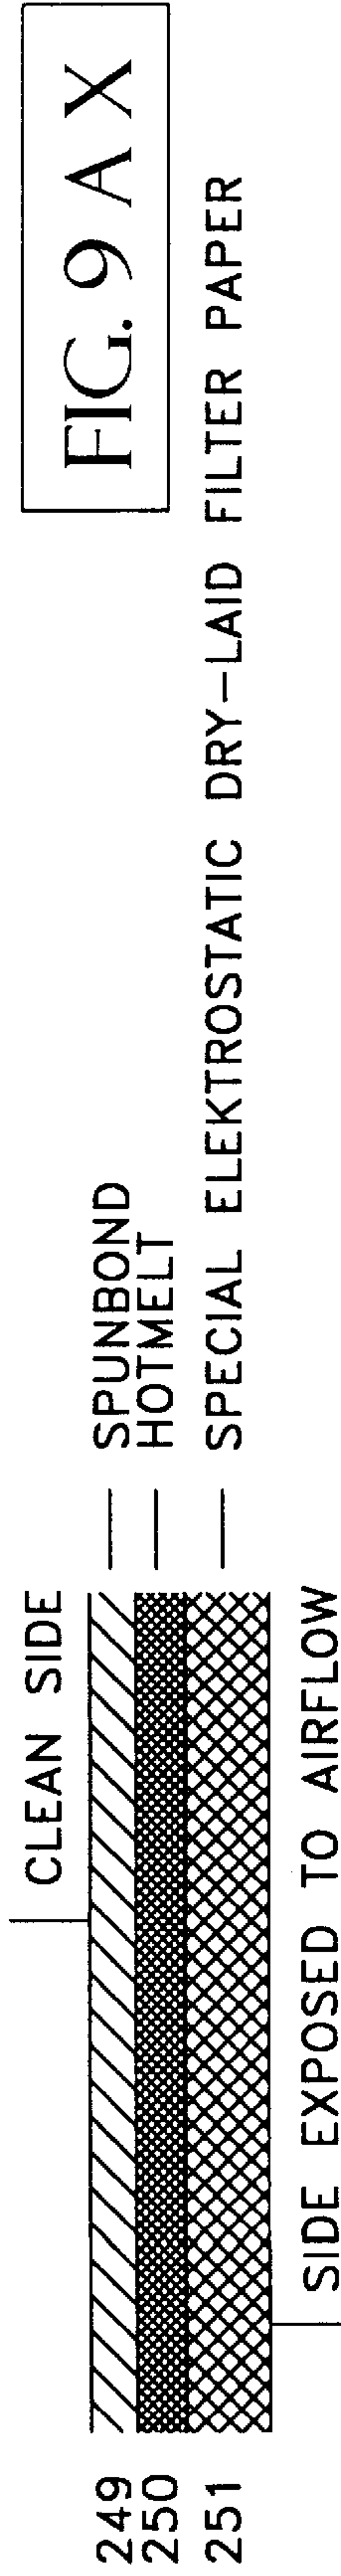 FIG. 9 A X
CLEAN SIDE
249 SPUNBOND
250 HOTMELT
251 SPECIAL ELEKTROSTATIC DRY-LAID FILTER PAPER
SIDE EXPOSED TO AIRFLOW